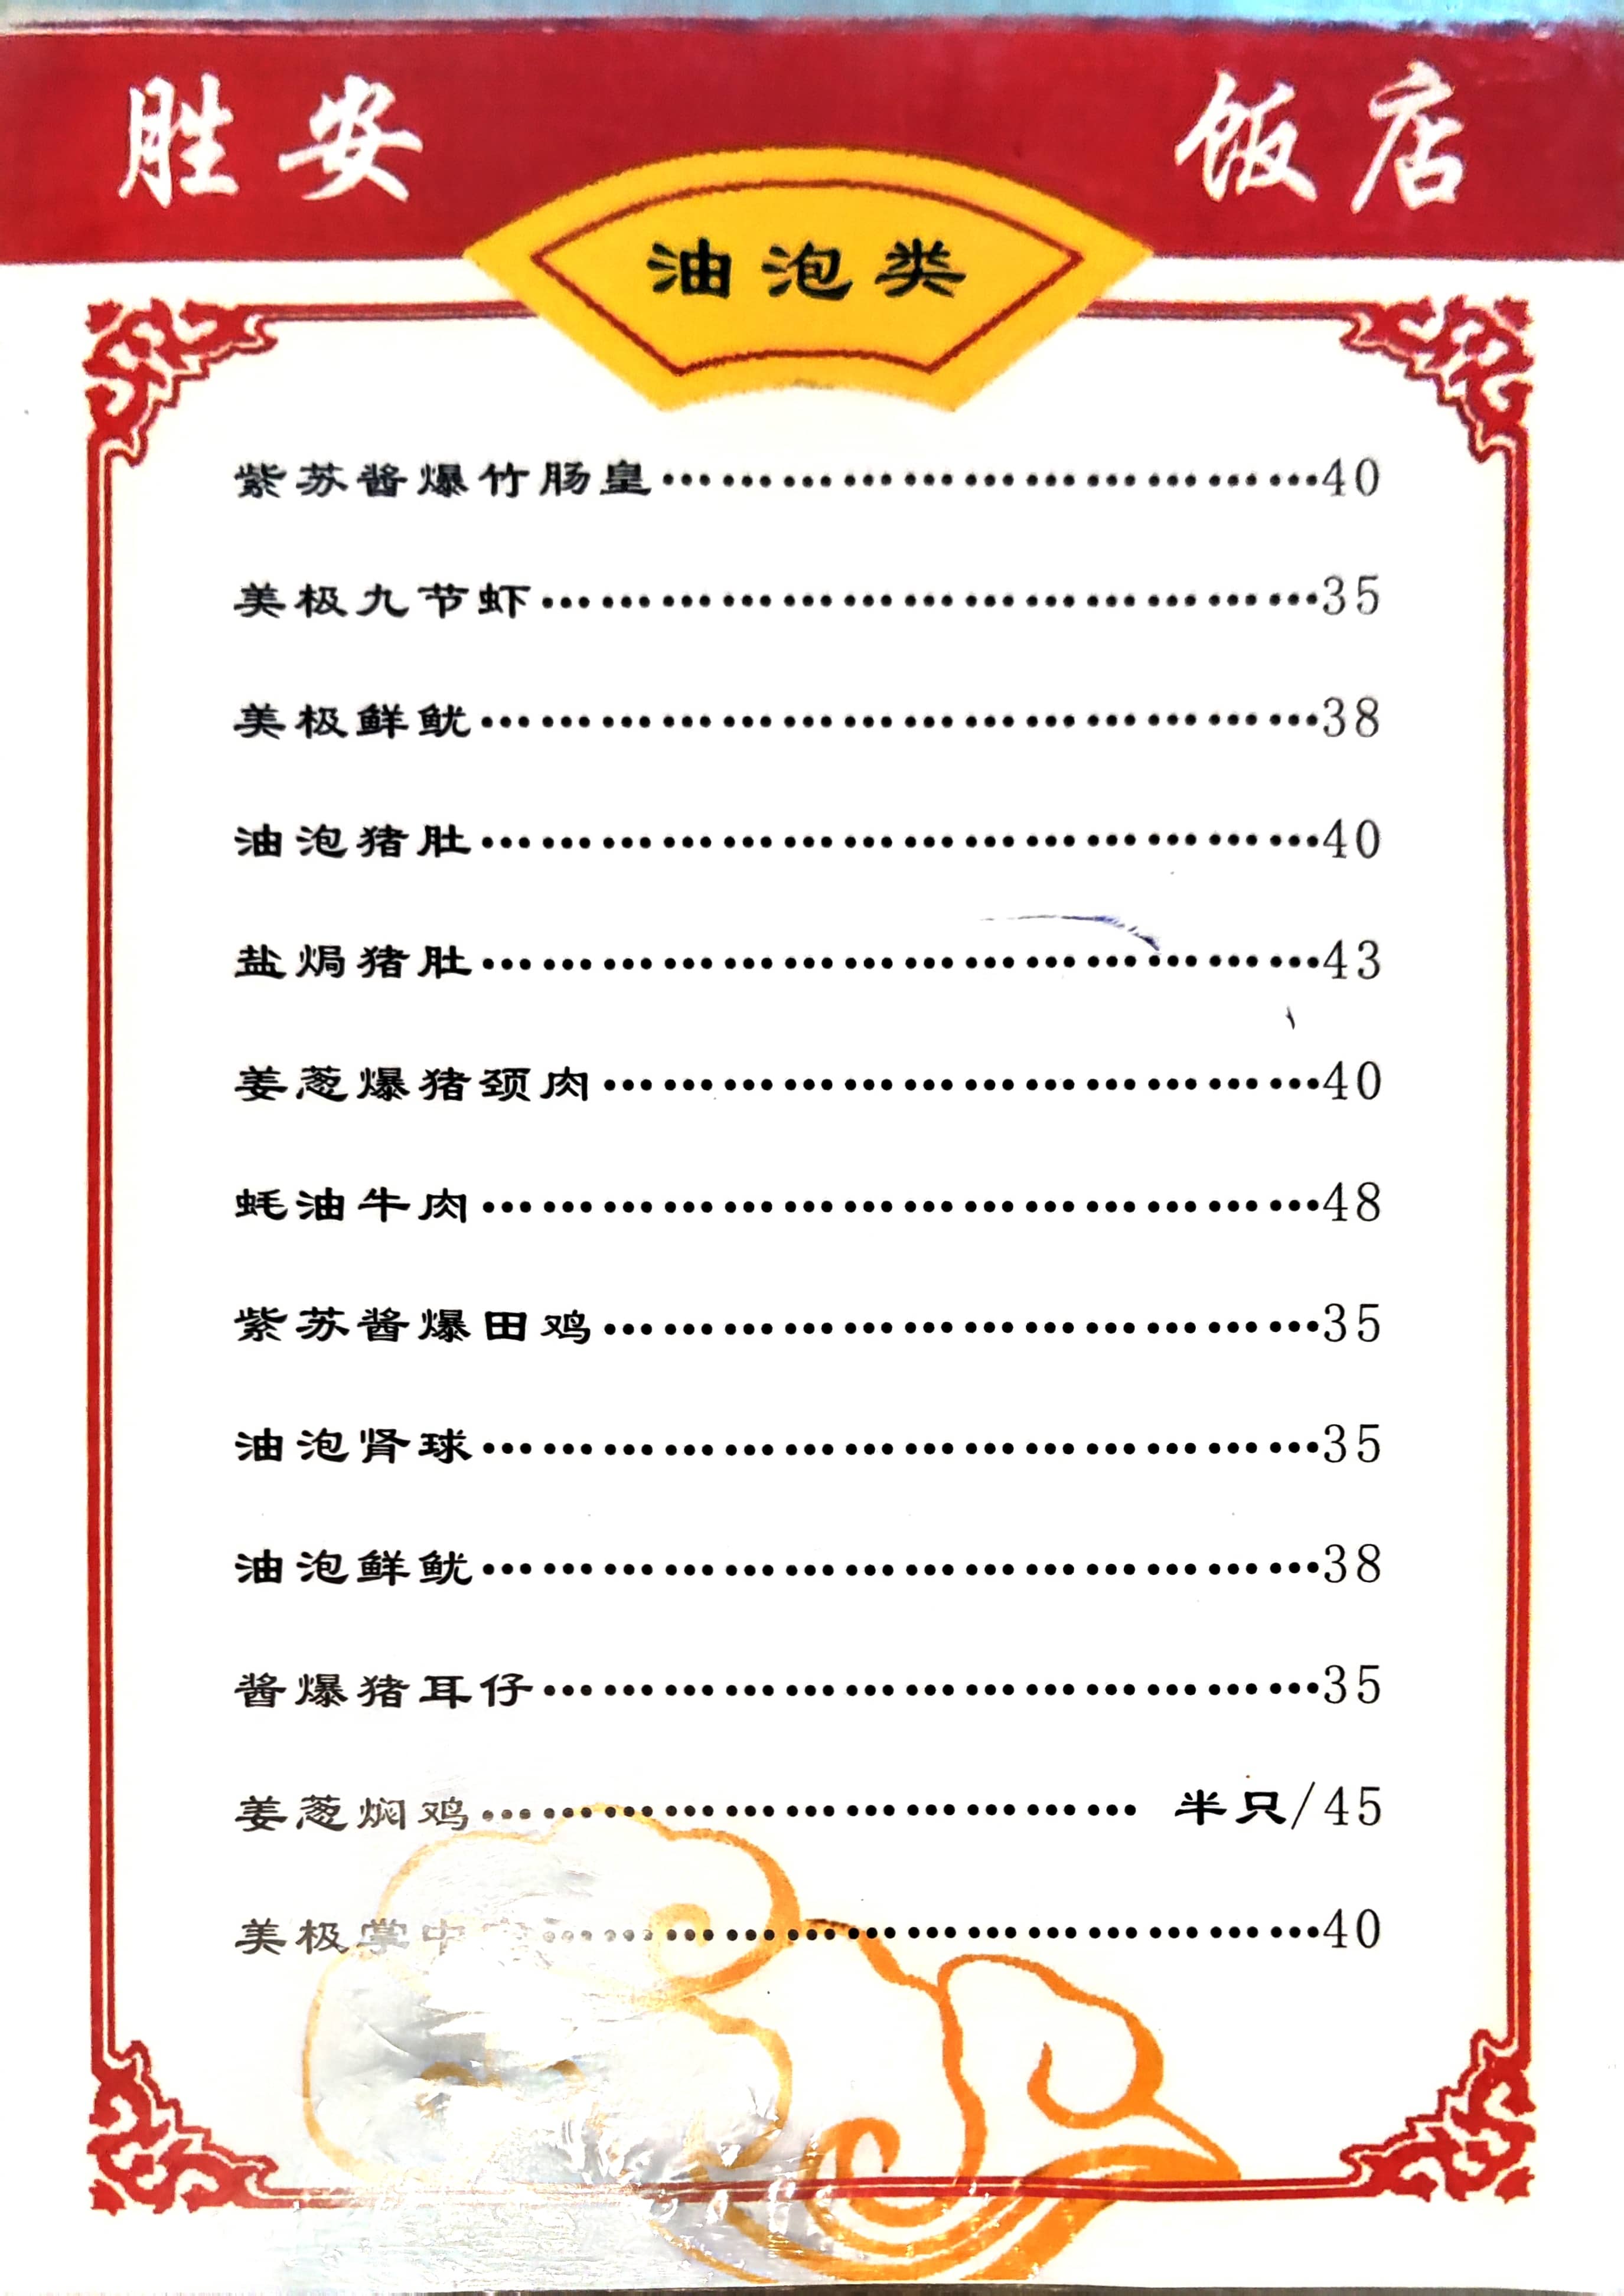 胜安 饭店
油泡类
紫苏酱爆竹肠皇………………………………40
美极九节虾……………………………………35
美极鲜鱿………………………………………38
油泡猪肚………………………………………40
盐焗猪肚………………………………………43
姜葱爆猪颈肉…………………………………40
蚝油牛肉………………………………………48
紫苏酱爆田鸡…………………………………35
油泡肾球………………………………………35
油泡鲜鱿………………………………………38
酱爆猪耳仔……………………………………35
姜葱焖鸡……………………………… 半只/45
美极掌中……………………………………40